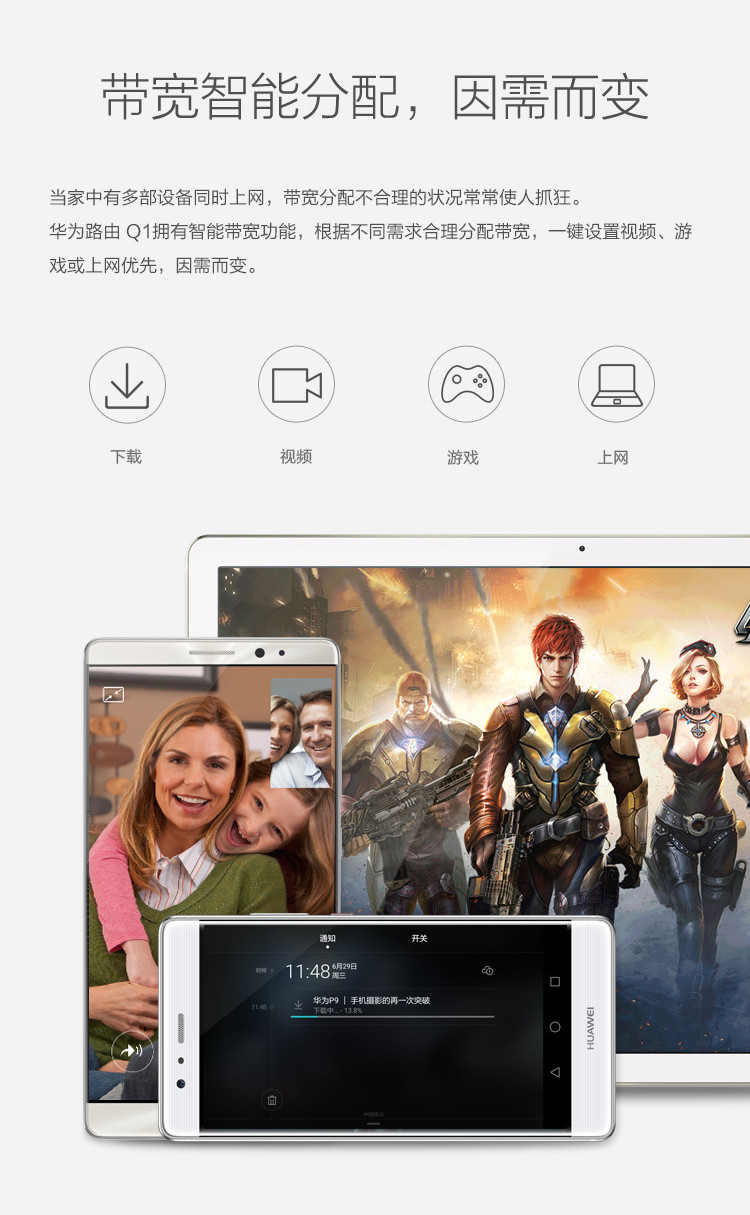 带宽智能分配，因需而变
当家中有多部设备同时上网，带宽分配不合理的状况常常使人抓狂。
华为路由 Q1拥有智能带宽功能，根据不同需求合理分配带宽，一键设置视频、游
戏或上网优先，因需而变。
下载
视频
游戏
上网
通知
开关
时间
11:48
6月29日
周三
11:48
华为P9 | 手机摄影的再一次突破
下载中... - 13.8%
中国移动
HUAWEI